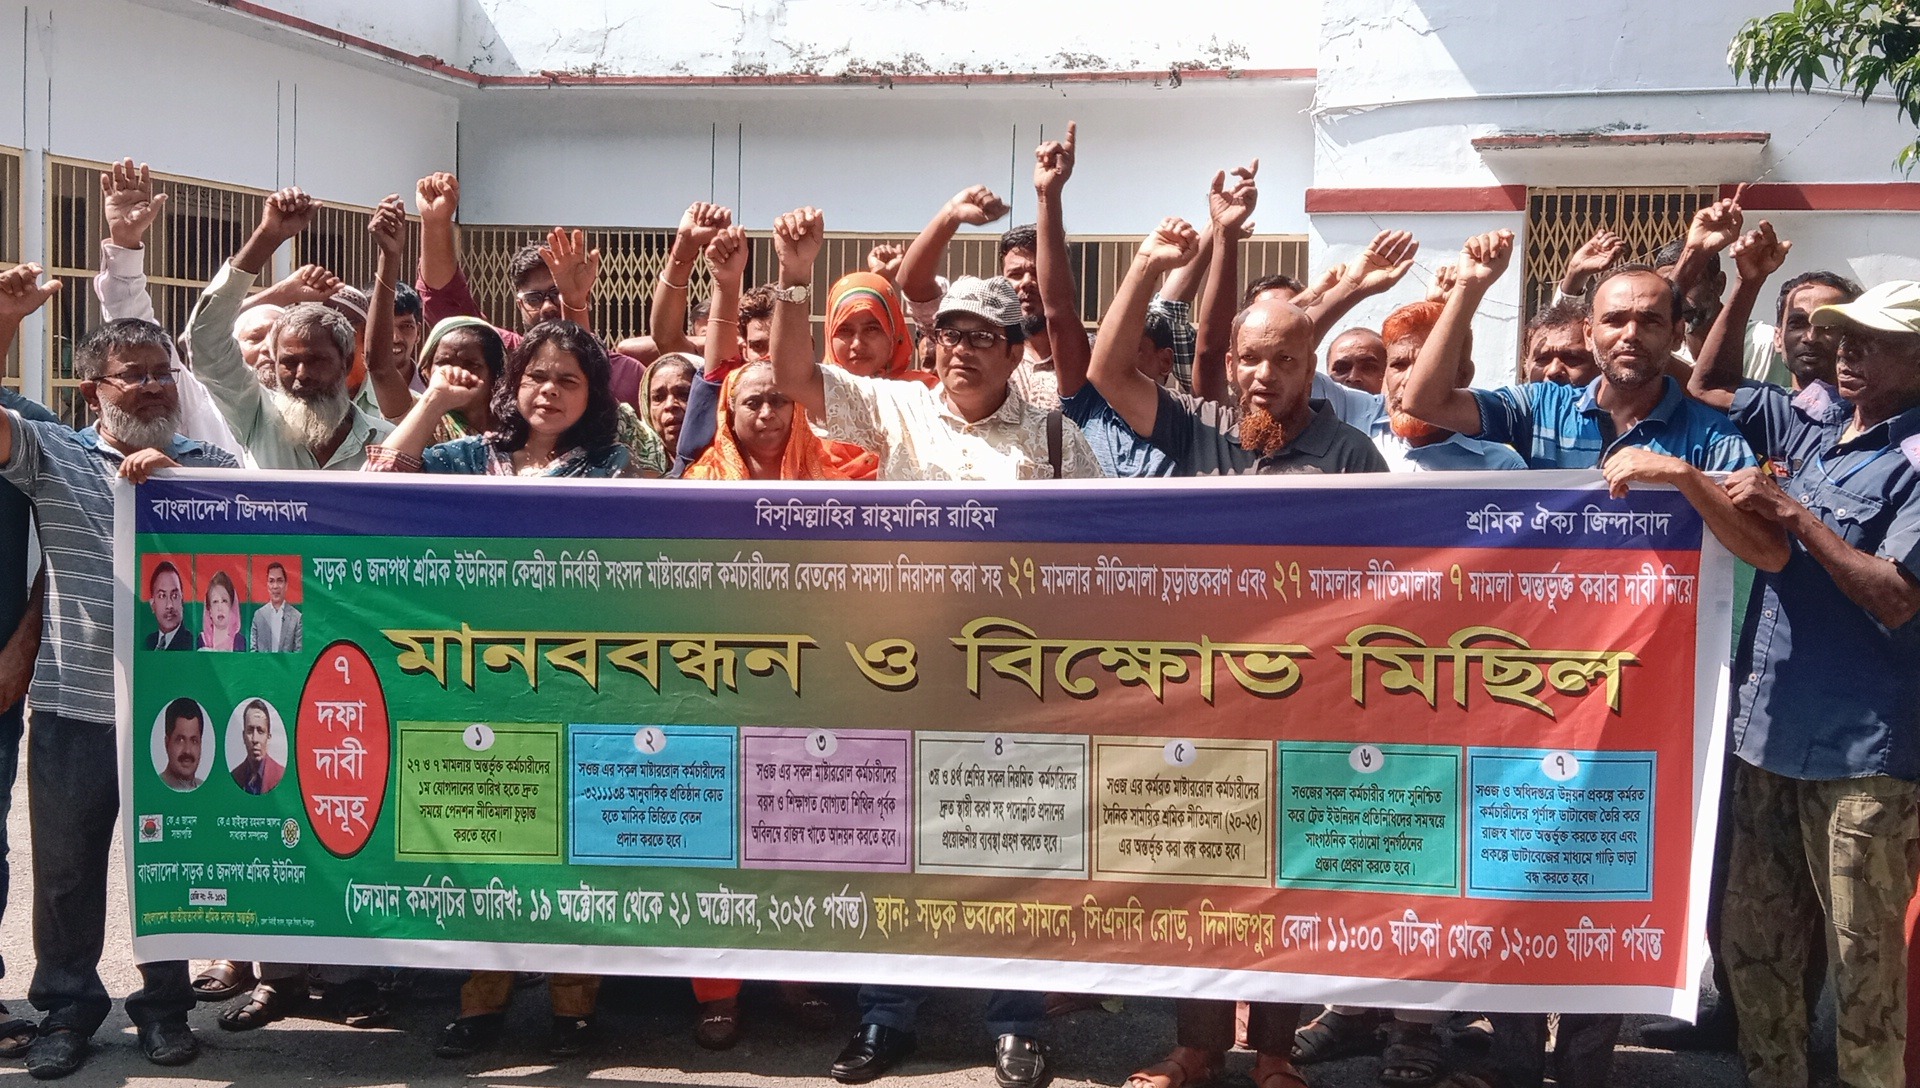 বাংলাদেশ জিন্দাবাদ
বিস্‌মিল্লাহির রাহ্‌মানির রাহিম
শ্রমিক ঐক্য জিন্দাবাদ
সড়ক ও জনপথ শ্রমিক ইউনিয়ন কেন্দ্রীয় নির্বাহী সংসদ মাষ্টাররোল কর্মচারীদের বেতনের সমস্যা নিরাসন করা সহ ২৭ মামলার নীতিমালা চুড়ান্তকরণ এবং ২৭ মামলার নীতিমালায় ৭ মামলা অন্তর্ভূক্ত করার দাবী নিয়ে
মানববন্ধন ও বিক্ষোভ মিছিল
৭
দফা
দাবী
সমূহ
১
২৭ ও ৭ মামলায় অন্তর্ভূক্ত কর্মচারীদের
১ম যোগদানের তারিখ হতে দ্রুত
সময়ে পেনশন নীতিমালা চূড়ান্ত
করতে হবে।
২
সওজ এর সকল মাষ্টাররোল কর্মচারীদের
-৩২১১১৩৪ আনুষাঙ্গিক প্রতিষ্ঠান কোড
হতে মাসিক ভিত্তিতে বেতন
প্রদান করতে হবে।
৩
সওজ এর সকল মাষ্টাররোল কর্মচারীদের
বয়স ও শিক্ষাগত যোগ্যতা শিথিল পূর্বক
অবিলম্বে রাজস্ব খাতে আনয়ন করতে হবে।
৪
৩য় ও ৪র্থ শ্রেণির সকল নিয়মিত কর্মচারিদের
দ্রুত স্থায়ী করণ সহ পদোন্নতি প্রদানের
প্রয়োজনীয় ব্যবস্থা গ্রহণ করতে হবে।
৫
সওজ এর কর্মরত মাষ্টাররোল কর্মচারীদের
দৈনিক সাময়িক শ্রমিক নীতিমালা (২০-২৫)
এর অন্তর্ভূক্ত করা বন্ধ করতে হবে।
৬
সওজের সকল কর্মচারীর পদে সুনিশ্চিত
করে ট্রেড ইউনিয়ন প্রতিনিধিদের সমন্বয়ে
সাংগঠনিক কাঠামো পুনর্গঠনের
প্রস্তাব প্রেরণ করতে হবে।
৭
সওজ ও অধিদপ্তরে উন্নয়ন প্রকল্পে কর্মরত
কর্মচারীদের পূর্ণাঙ্গ ডাটাবেজ তৈরি করে
রাজস্ব খাতে অন্তর্ভূক্ত করতে হবে এবং
প্রকল্পে ডাটাবেজের মাধ্যমে গাড়ি ভাড়া
বন্ধ করতে হবে।
কে.এ জামান
সভাপতি
সাধারণ সম্পাদক
বাংলাদেশ সড়ক ও জনপথ শ্রমিক ইউনিয়ন
(বাংলাদেশ জাতীয়তাবাদী শ্রমিক দলের অন্তর্ভূক্ত)
(চলমান কর্মসূচির তারিখ: ১৯ অক্টোবর থেকে ২১ অক্টোবর, ২০২৫ পর্যন্ত) স্থান: সড়ক ভবনের সামনে, সিএনবি রোড, দিনাজপুর বেলা ১১:০০ ঘটিকা থেকে ১২:০০ ঘটিকা পর্যন্ত